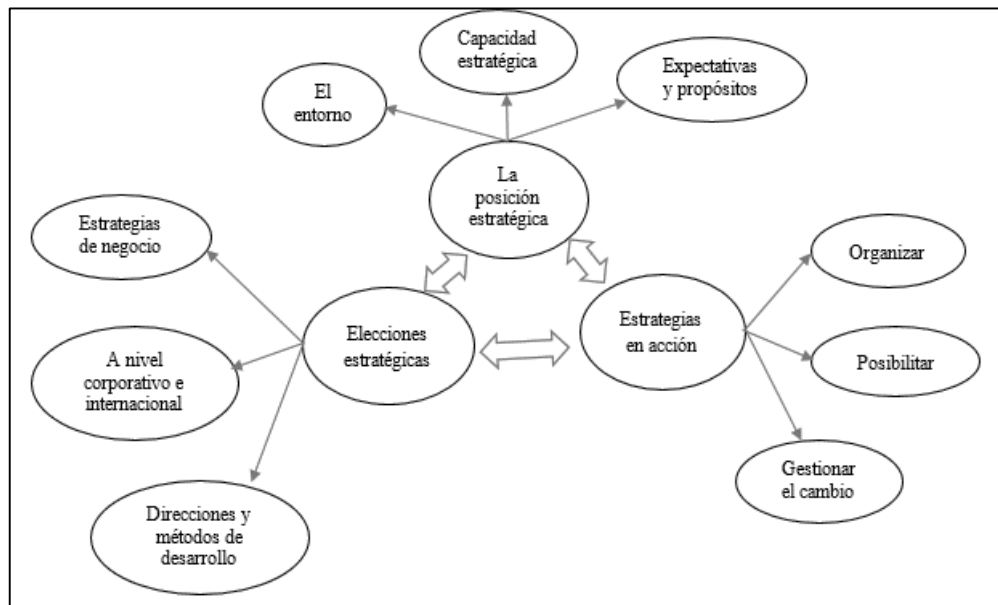 Capacidad
estratégica
Expectativas
y propósitos
El
entorno
La
posición
estratégica
Estrategias
de negocio
Organizar
Elecciones
estratégicas
Estrategias
en acción
A nivel
corporativo e
internacional
Posibilitar
Gestionar
el cambio
Direcciones y
métodos de
desarrollo